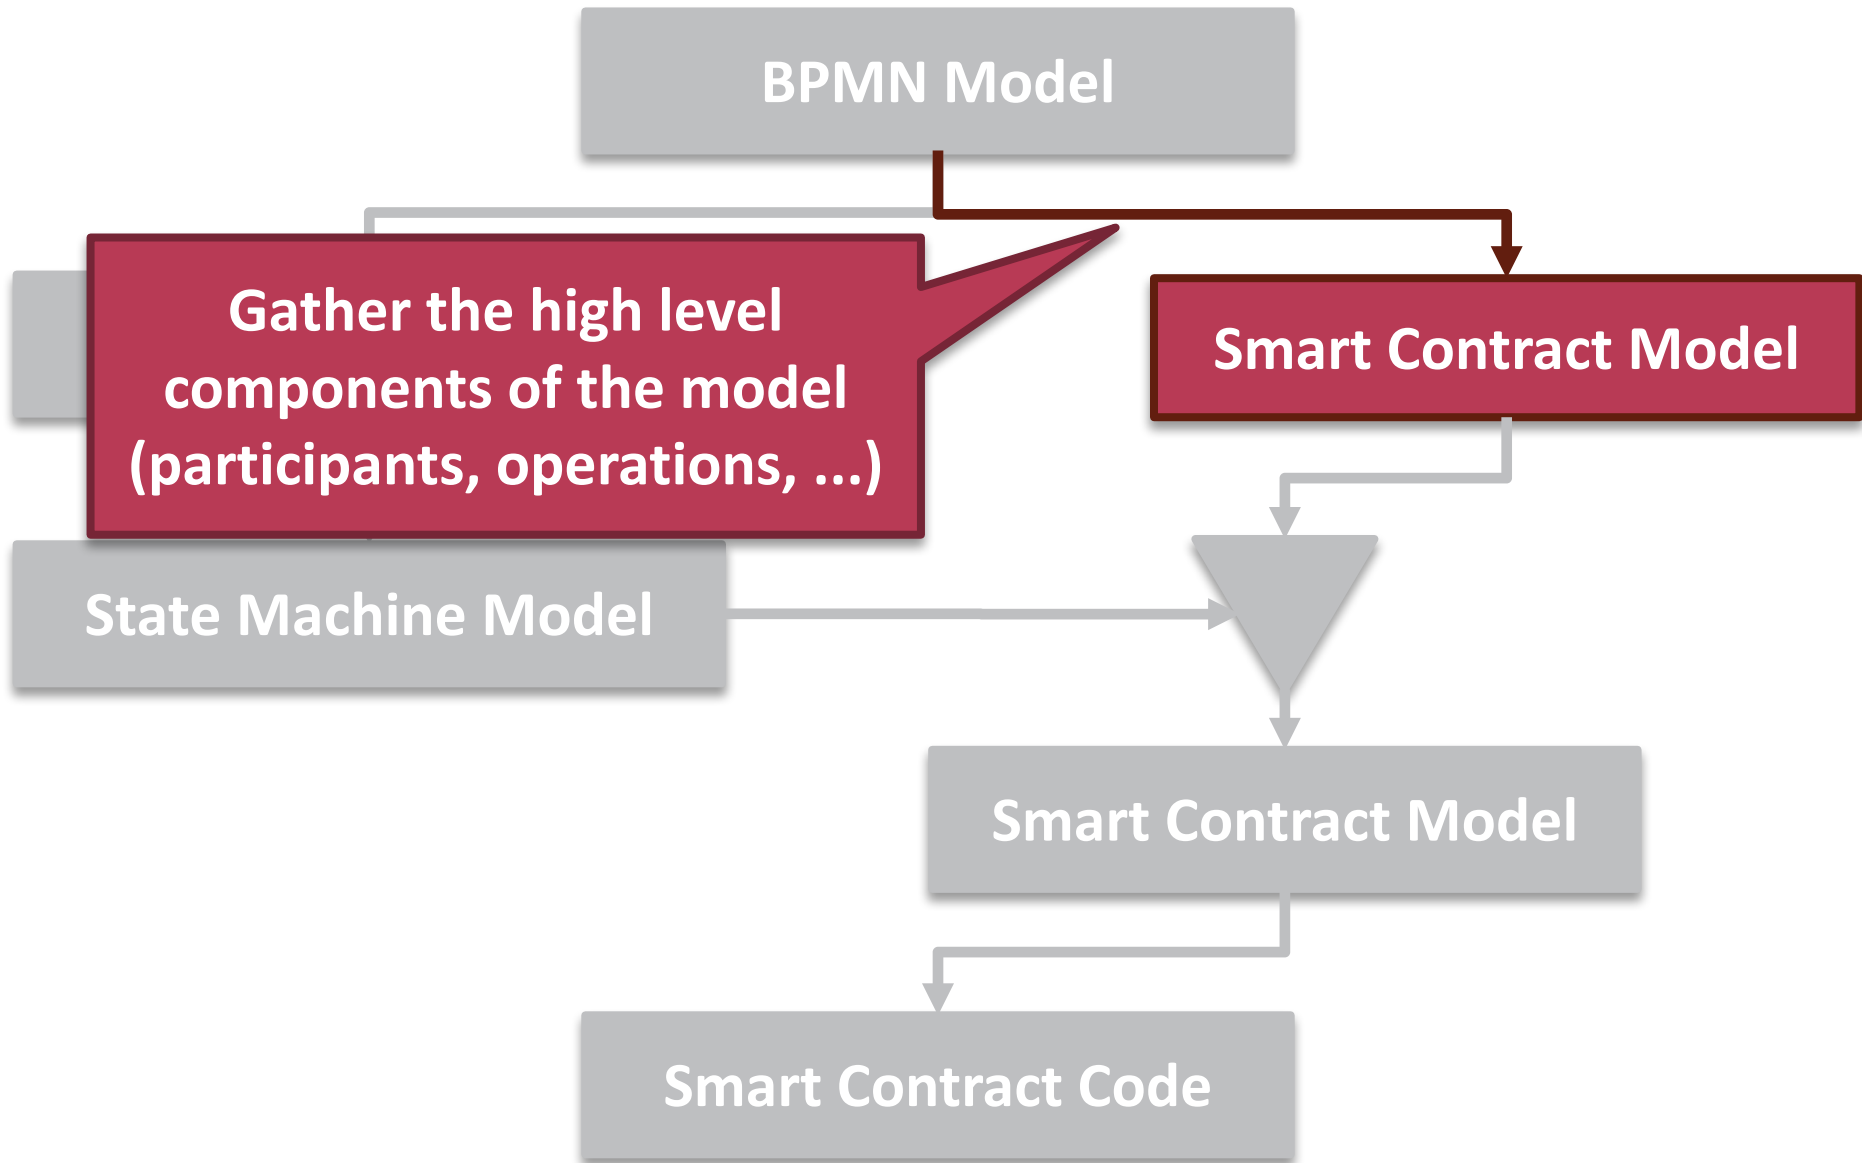 BPMN Model
Gather the high level
components of the model
(participants, operations, ...)
Smart Contract Model
State Machine Model
Smart Contract Model
Smart Contract Code